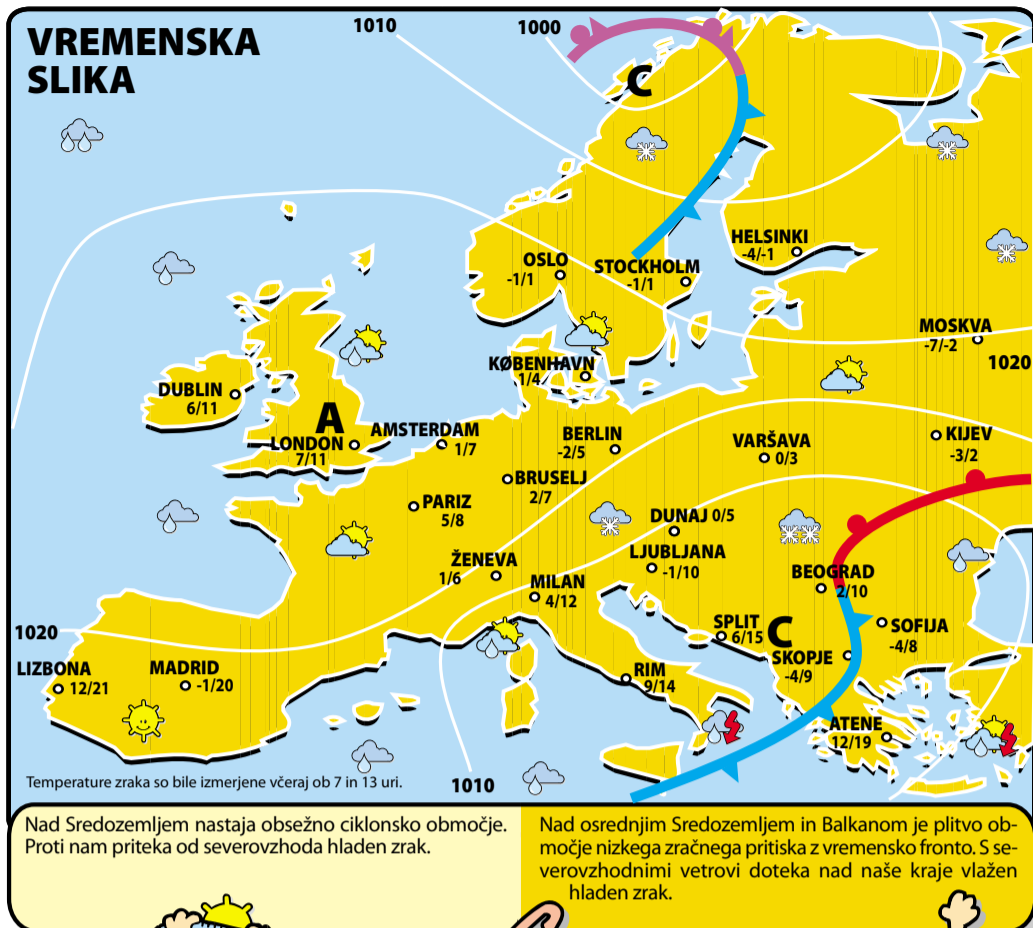 VREMENSKA
SLIKA
1010
1000
C
HELSINKI
-4/-1
OSLO
-1/1
STOCKHOLM
-1/1
MOSKVA
-7/-2
1020
KØBENHAVN
1/4
DUBLIN
6/11
A
LONDON
7/11
AMSTERDAM
1/7
BERLIN
-2/5
VARŠAVA
0/3
KIJEV
-3/2
BRUSELJ
2/7
PARIZ
5/8
DUNAJ 0/5
LJUBLJANA
-1/10
ŽENEVA
1/6
MILAN
4/12
BEOGRAD
2/10
1020
SPLIT
6/15
C
SOFIJA
-4/8
SKOPJE
-4/9
LIZBONA
12/21
MADRID
-1/20
RIM
9/14
ATENE
12/19
Temperature zraka so bile izmerjene včeraj ob 7 in 13 uri.
1010
Nad Sredozemljem nastaja obsežno ciklonsko območje.
Proti nam priteka od severovzhoda hladen zrak.
Nad osrednjim Sredozemljem in Balkanom je plitvo ob-
močje nizkega zračnega pritiska z vremensko fronto. S se-
verovzhodnimi vetrovi doteka nad naše kraje vlažen
hladen zrak.